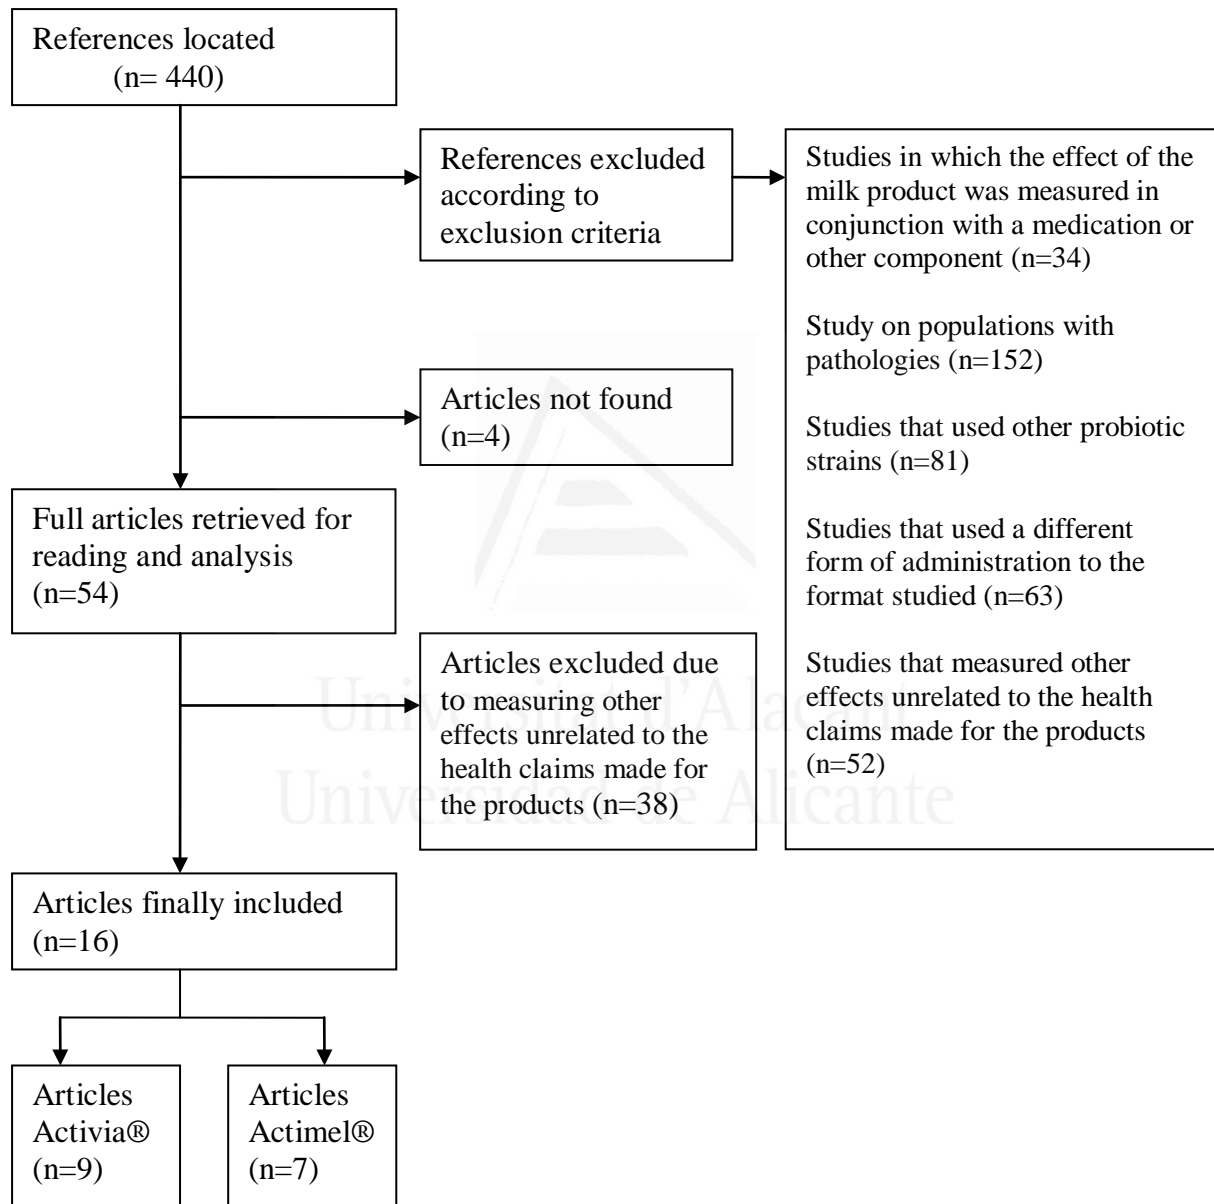 References located
(n= 440)
References excluded
according to
exclusion criteria
Studies in which the effect of the
milk product was measured in
conjunction with a medication or
other component (n=34)
Study on populations with
pathologies (n=152)
Studies that used other probiotic
strains (n=81)
Studies that used a different
form of administration to the
format studied (n=63)
Studies that measured other
effects unrelated to the health
claims made for the products
(n=52)
Articles not found
(n=4)
Full articles retrieved for
reading and analysis
(n=54)
Articles excluded due
to measuring other
effects unrelated to the
health claims made for
the products (n=38)
Universitat d'Alacant
Universidad de Alicante
Articles finally included
(n=16)
Articles
Activia®
(n=9)
Articles
Actimel®
(n=7)